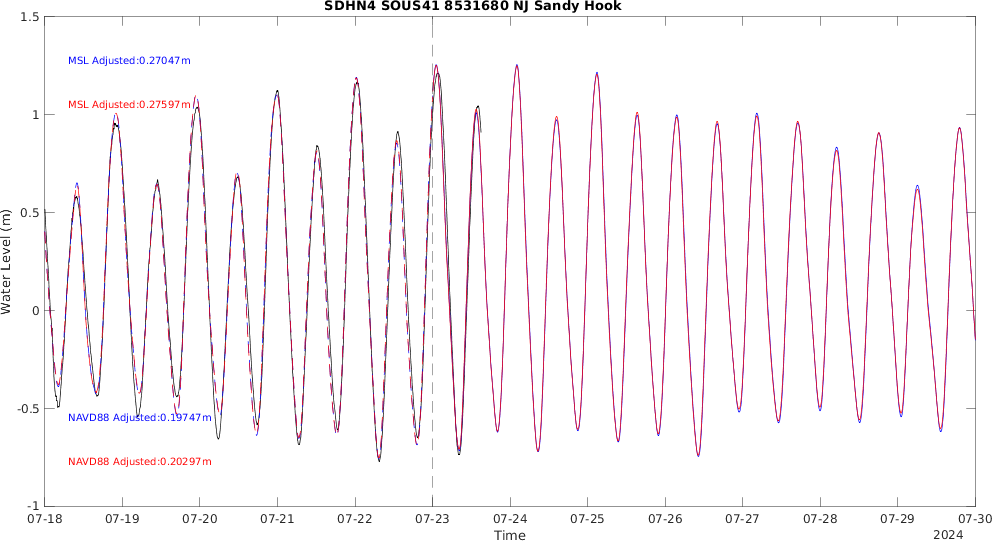 SDHN4 SOUS41 8531680 NJ Sandy Hook
1.5
MSL Adjusted:0.27047m
MSL Adjusted:0.27597m
1
0.5
Water Level (m)
0
-0.5
NAVD88 Adjusted:0.19747m
NAVD88 Adjusted:0.20297m
-1
07-18 07-19 07-20 07-21 07-22 07-23 07-24 07-25 07-26 07-27 07-28 07-29 07-30
Time
2024